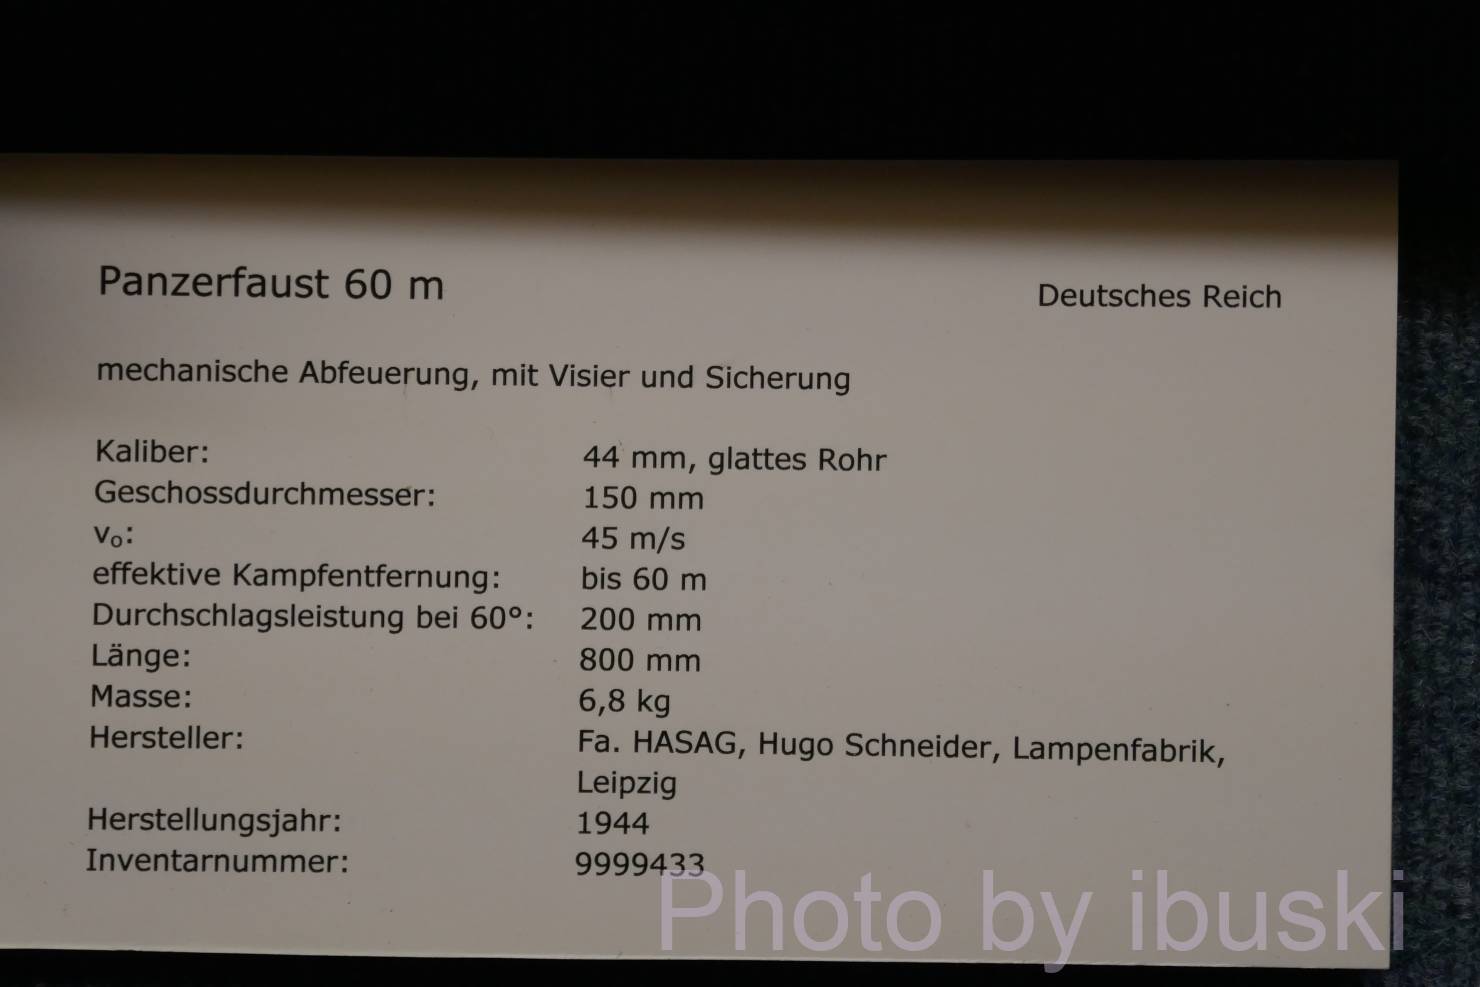 Panzerfaust 60 m
Deutsches Reich
mechanische Abfeuerung, mit Visier und Sicherung
Kaliber: 44 mm, glattes Rohr
Geschossdurchmesser: 150 mm
v₀: 45 m/s
effektive Kampfentfernung: bis 60 m
Durchschlagsleistung bei 60°: 200 mm
Länge: 800 mm
Masse: 6,8 kg
Hersteller: Fa. HASAG, Hugo Schneider, Lampenfabrik,
Leipzig
Herstellungsjahr: 1944
Inventarnummer: 9999433
Photo by ibuski